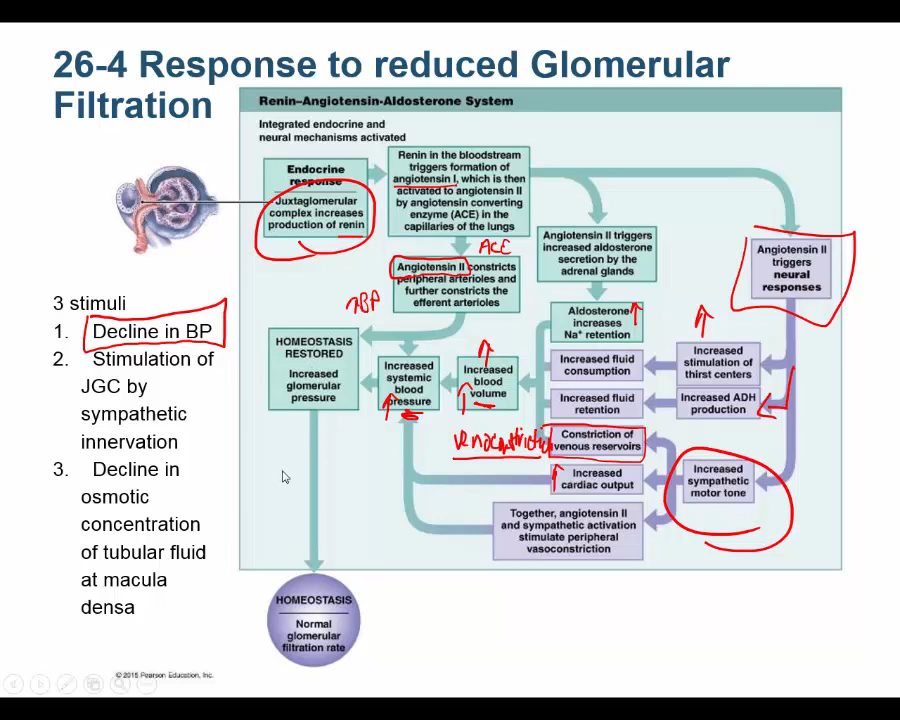 26-4 Response to reduced Glomerular
Filtration
Renin–Angiotensin-Aldosterone System
Integrated endocrine and
neural mechanisms activated
Endocrine
response
Juxtaglomerular
complex increases
production of renin
Renin in the bloodstream
triggers formation of
angiotensin I, which is then
activated to angiotensin II
by angiotensin converting
enzyme (ACE) in the
capillaries of the lungs
ACE
Angiotensin II constricts
peripheral arterioles and
further constricts the
efferent arterioles
Angiotensin II triggers
increased aldosterone
secretion by the
adrenal glands
Angiotensin II
triggers
neural
responses
3 stimuli
1. Decline in BP
2. Stimulation of
JGC by
sympathetic
innervation
3. Decline in
osmotic
concentration
of tubular fluid
at macula
densa
↑BP
Aldosterone
increases
Na⁺ retention
HOMEOSTASIS
RESTORED
Increased
glomerular
pressure
Increased
systemic
blood
pressure
Increased
blood
volume
Increased fluid
consumption
Increased
stimulation of
thirst centers
Increased fluid
retention
Increased ADH
production
venoconstriction
Constriction of
venous reservoirs
Increased
cardiac output
Increased
sympathetic
motor tone
Together, angiotensin II
and sympathetic activation
stimulate peripheral
vasoconstriction
HOMEOSTASIS
Normal
glomerular
filtration rate
© 2015 Pearson Education, Inc.